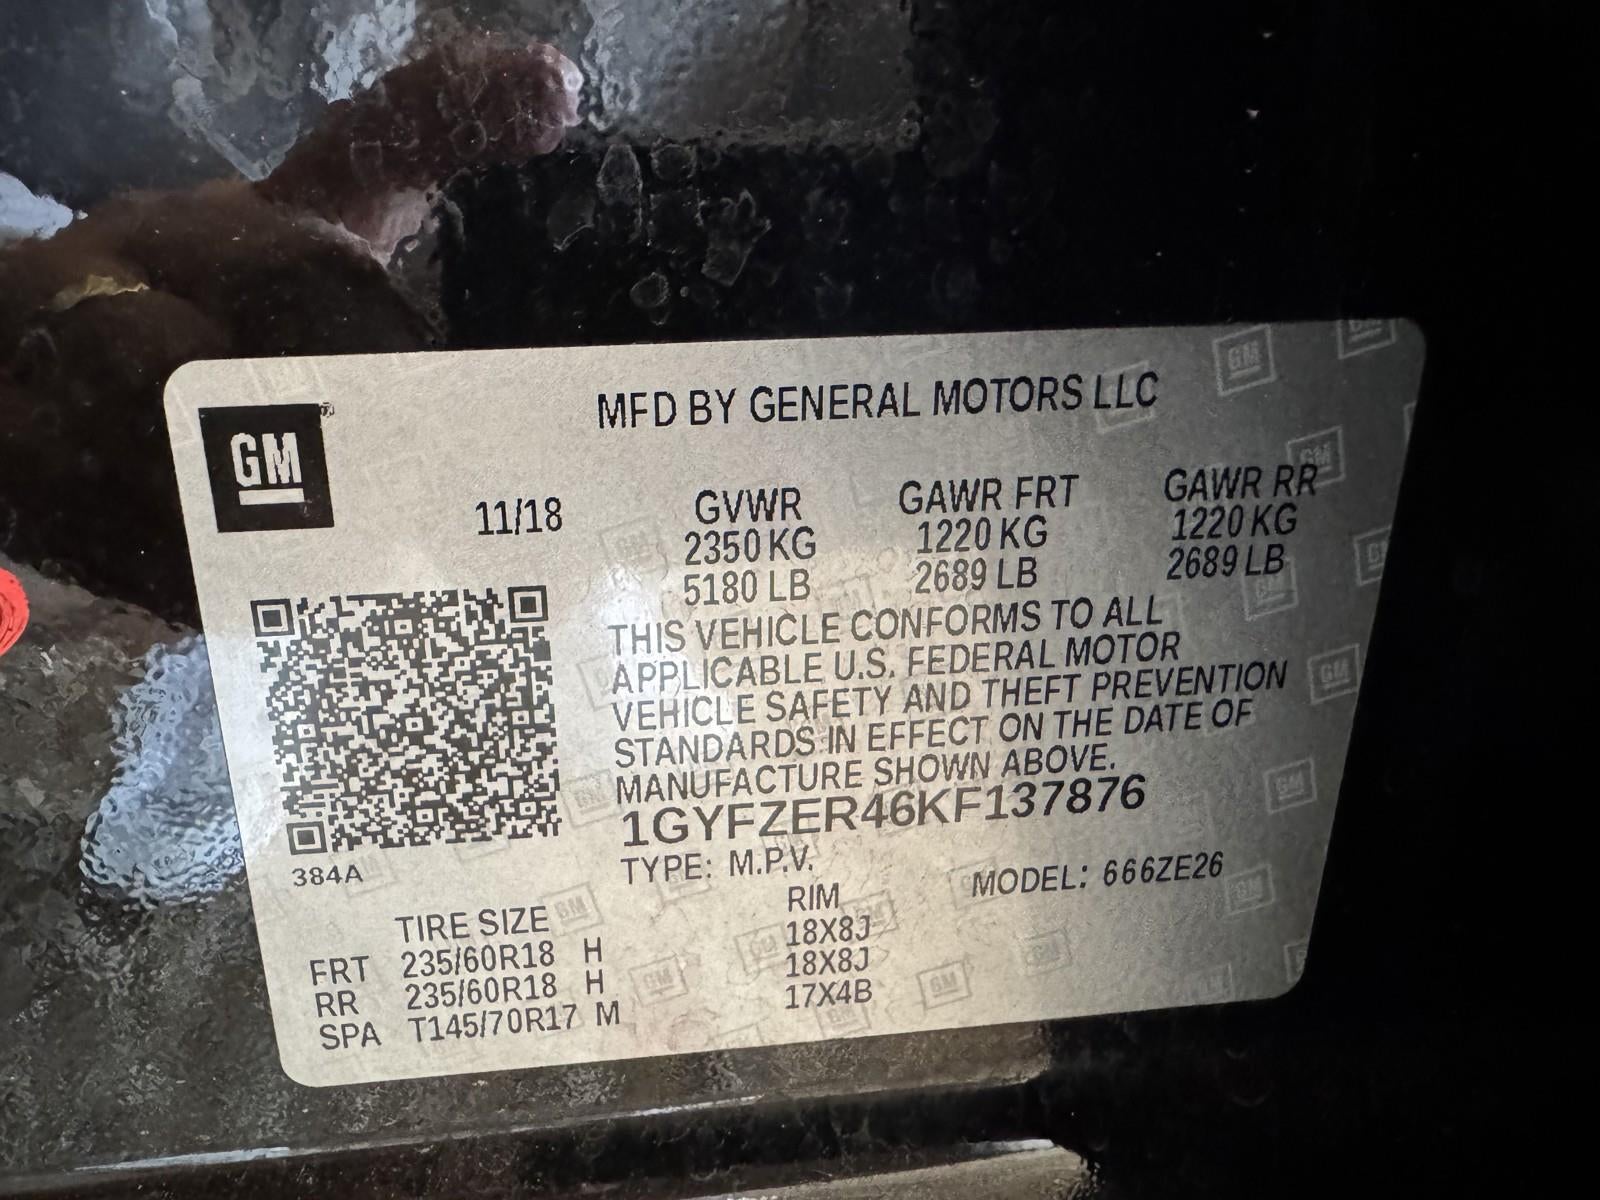 MFD BY GENERAL MOTORS LLC
GM
11/18
GVWR GAWR FRT GAWR RR
2350 KG 1220 KG 1220 KG
5180 LB 2689 LB 2689 LB
THIS VEHICLE CONFORMS TO ALL
APPLICABLE U.S. FEDERAL MOTOR
VEHICLE SAFETY AND THEFT PREVENTION
STANDARDS IN EFFECT ON THE DATE OF
MANUFACTURE SHOWN ABOVE.
1GYFZER46KF137876
384A
TYPE: M.P.V. MODEL: 666ZE26
TIRE SIZE RIM
FRT 235/60R18 H 18X8J
RR 235/60R18 H 18X8J
SPA T145/70R17 M 17X4B